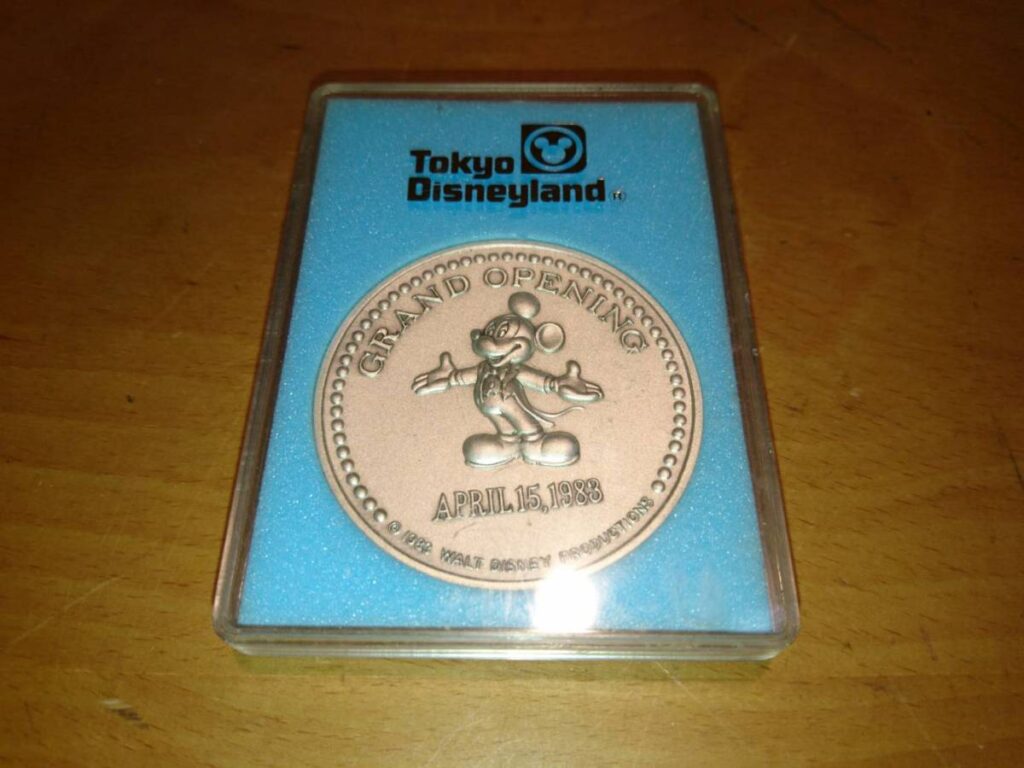 Tokyo
Disneyland®
GRAND OPENING
APRIL 15, 1983
© 1982 WALT DISNEY PRODUCTIONS